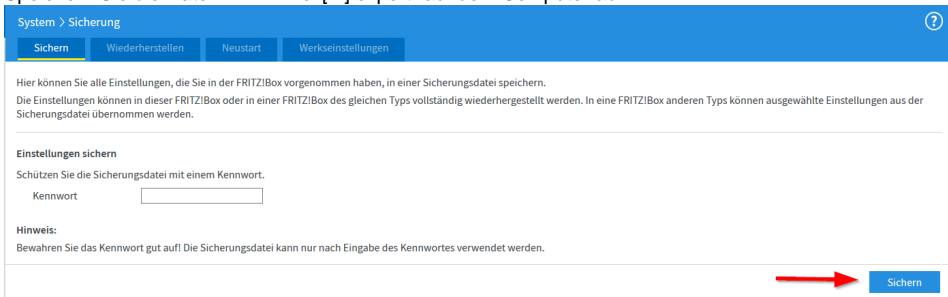 System > Sicherung
Sichern Wiederherstellen Neustart Werkseinstellungen
Hier können Sie alle Einstellungen, die Sie in der FRITZ!Box vorgenommen haben, in einer Sicherungsdatei speichern.
Die Einstellungen können in dieser FRITZ!Box oder in einer FRITZ!Box des gleichen Typs vollständig wiederhergestellt werden. In eine FRITZ!Box anderen Typs können ausgewählte Einstellungen aus der
Sicherungsdatei übernommen werden.
Einstellungen sichern
Schützen Sie die Sicherungsdatei mit einem Kennwort.
Kennwort
Hinweis:
Bewahren Sie das Kennwort gut auf! Die Sicherungsdatei kann nur nach Eingabe des Kennwortes verwendet werden.
Sichern